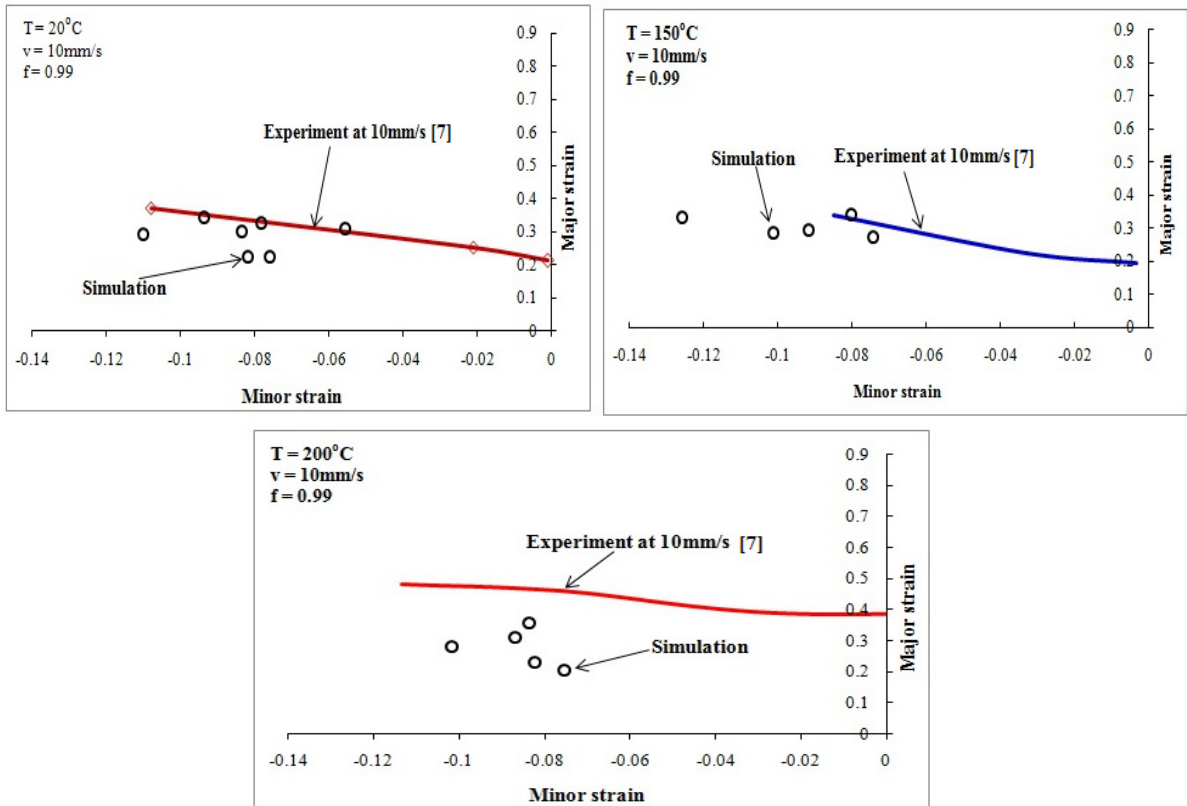 T = 20⁰C
v = 10mm/s
f = 0.99
Experiment at 10mm/s [7]
Simulation
0.9
0.8
0.7
0.6
0.5
0.4
0.3
0.2
0.1
0
Major strain
-0.14
-0.12
-0.1
-0.08
-0.06
-0.04
-0.02
0
Minor strain
T = 150⁰C
v = 10mm/s
f = 0.99
Simulation
Experiment at 10mm/s [7]
0.9
0.8
0.7
0.6
0.5
0.4
0.3
0.2
0.1
0
Major strain
-0.14
-0.12
-0.1
-0.08
-0.06
-0.04
-0.02
0
Minor strain
T = 200⁰C
v = 10mm/s
f = 0.99
Experiment at 10mm/s [7]
Simulation
0.9
0.8
0.7
0.6
0.5
0.4
0.3
0.2
0.1
0
Major strain
-0.14
-0.12
-0.1
-0.08
-0.06
-0.04
-0.02
0
Minor strain